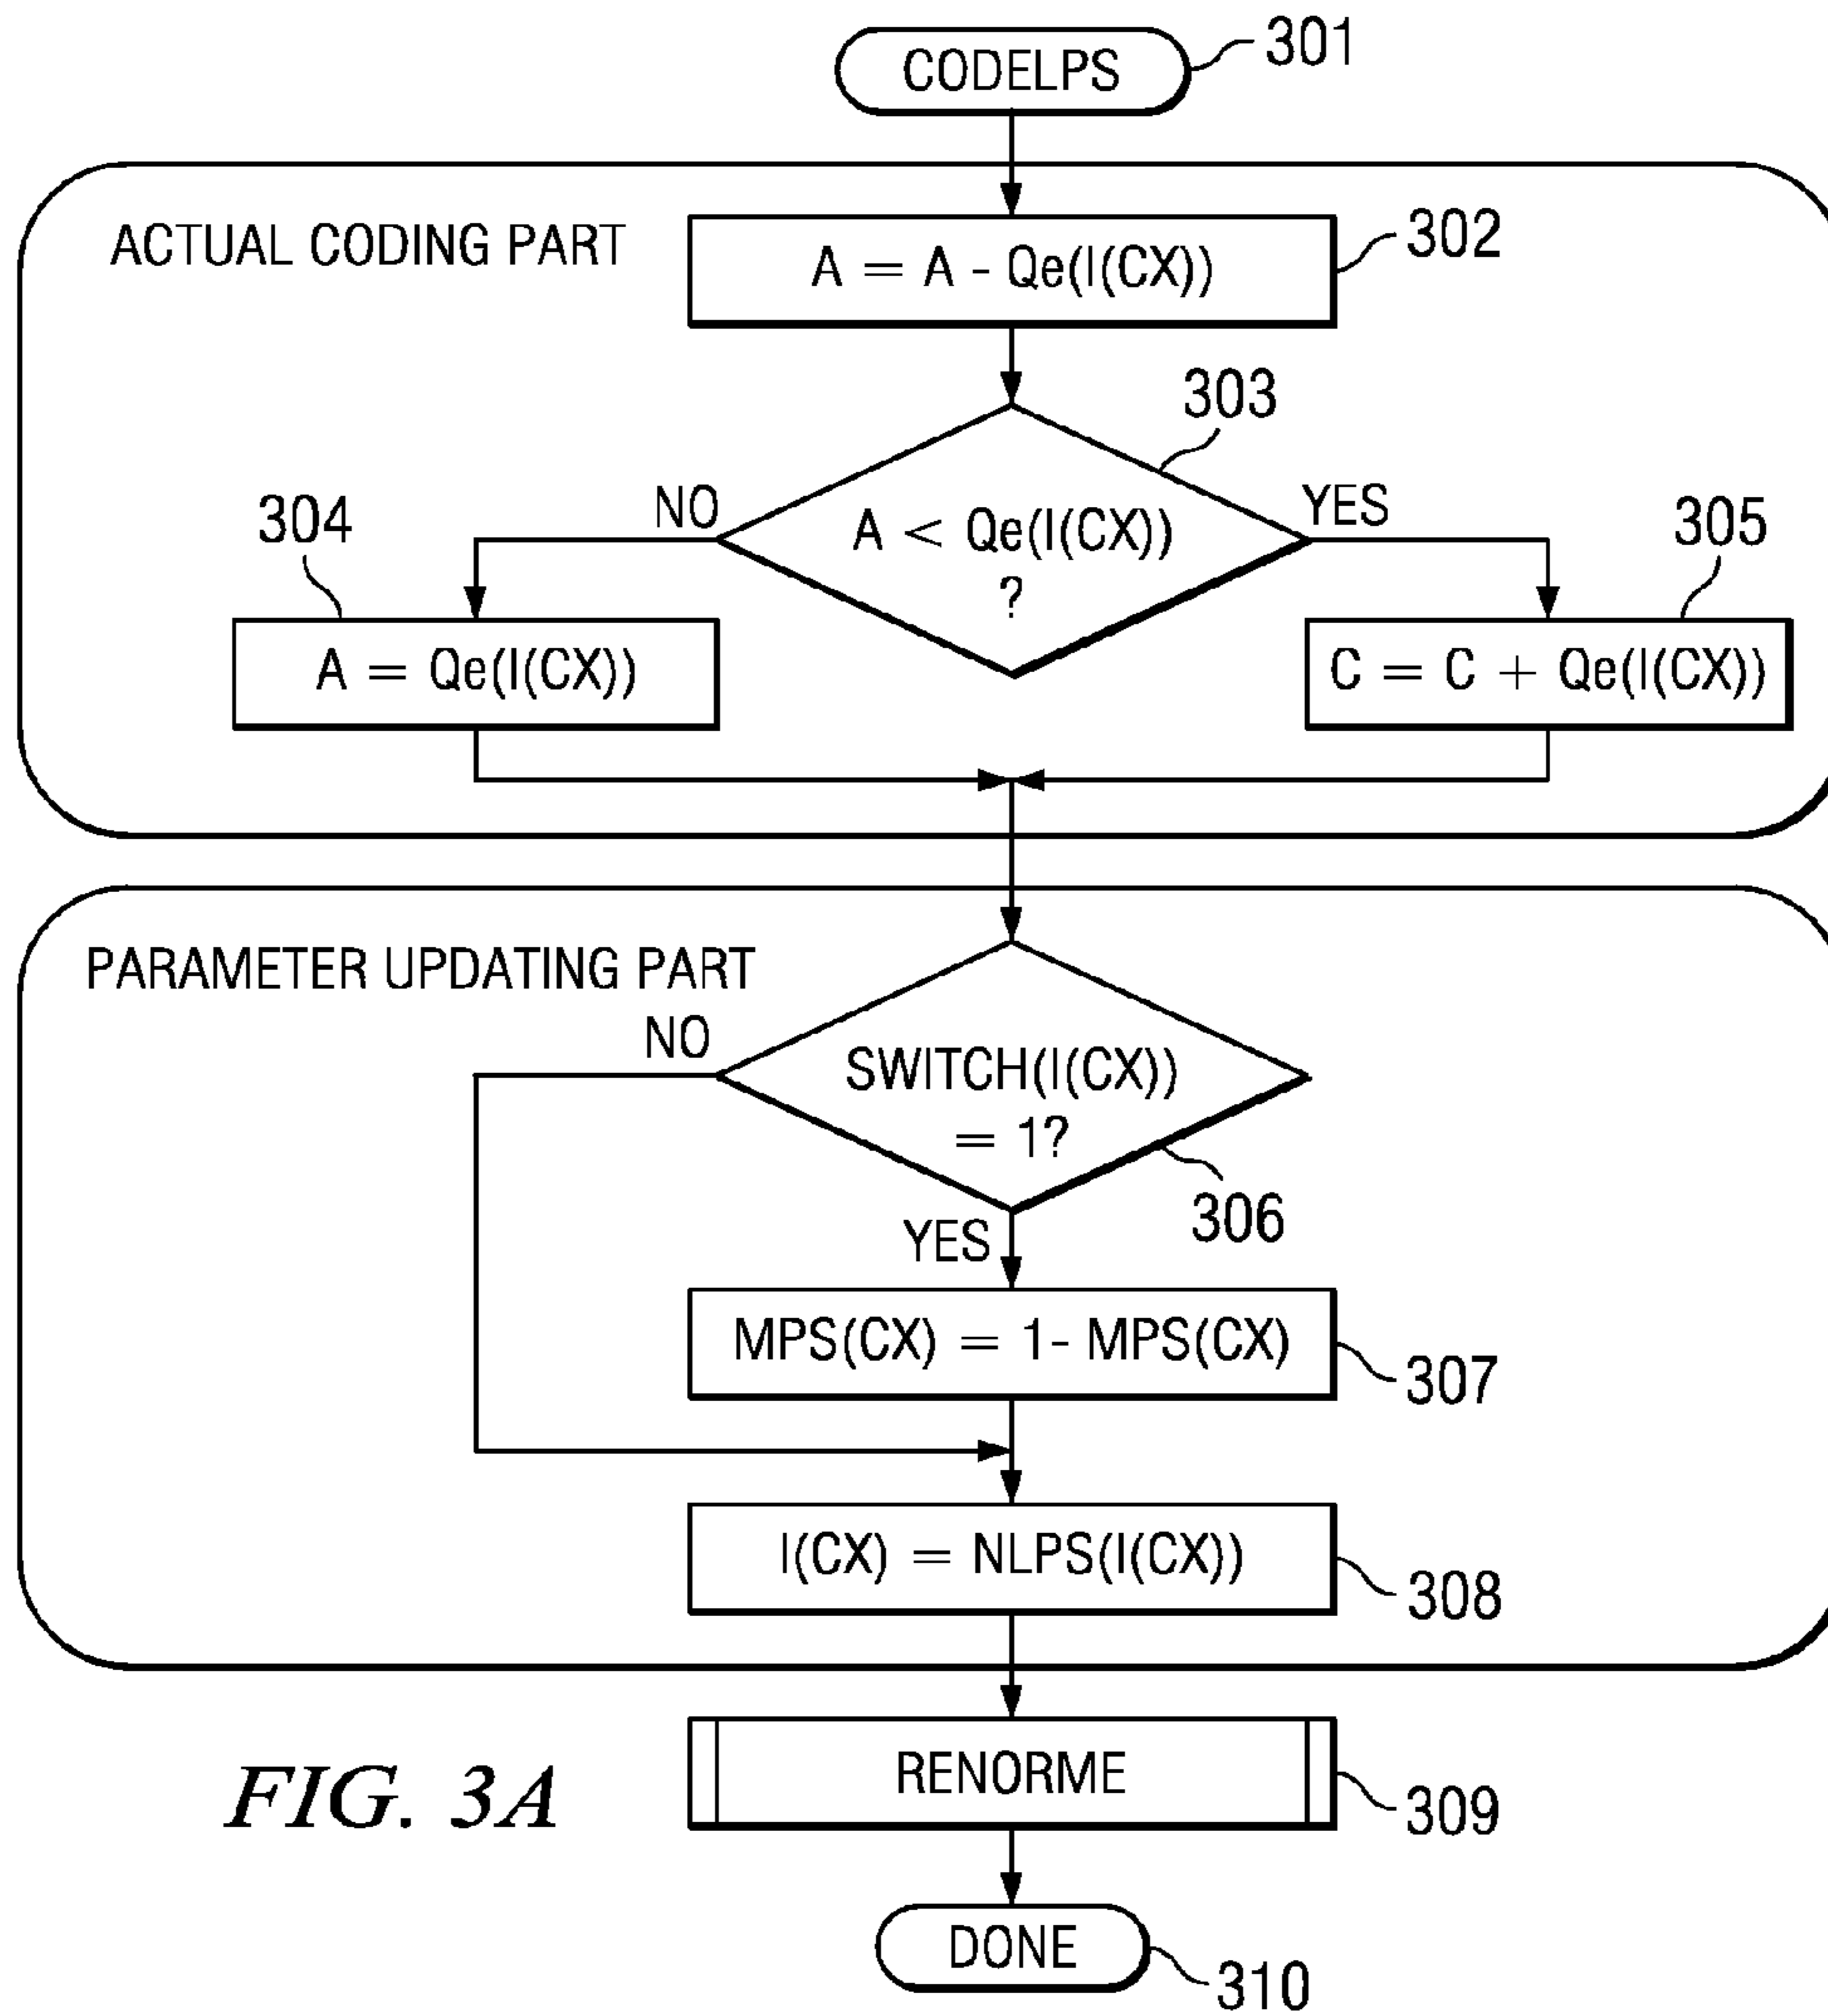 CODELPS
301
ACTUAL CODING PART
A = A - Qe(I(CX))
302
303
A < Qe(I(CX))
?
NO
YES
304
A = Qe(I(CX))
305
C = C + Qe(I(CX))
PARAMETER UPDATING PART
NO
SWITCH(I(CX))
= 1?
306
YES
MPS(CX) = 1- MPS(CX)
307
I(CX) = NLPS(I(CX))
308
RENORME
309
FIG. 3A
DONE
310